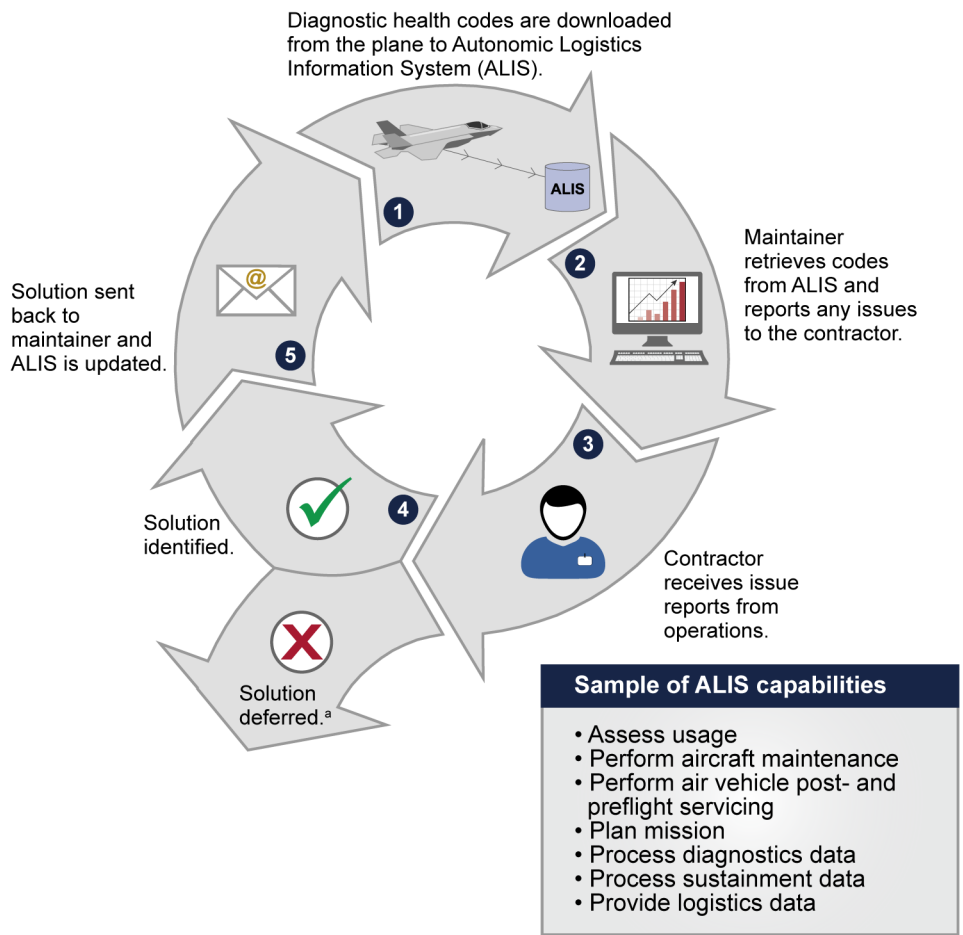 Diagnostic health codes are downloaded
from the plane to Autonomic Logistics
Information System (ALIS).
ALIS
1
2
Maintainer
retrieves codes
from ALIS and
reports any issues
to the contractor.
3
Contractor
receives issue
reports from
operations.
4
Solution
identified.
Solution
deferred.ᵃ
@
5
Solution sent
back to
maintainer and
ALIS is updated.
Sample of ALIS capabilities
• Assess usage
• Perform aircraft maintenance
• Perform air vehicle post- and
preflight servicing
• Plan mission
• Process diagnostics data
• Process sustainment data
• Provide logistics data